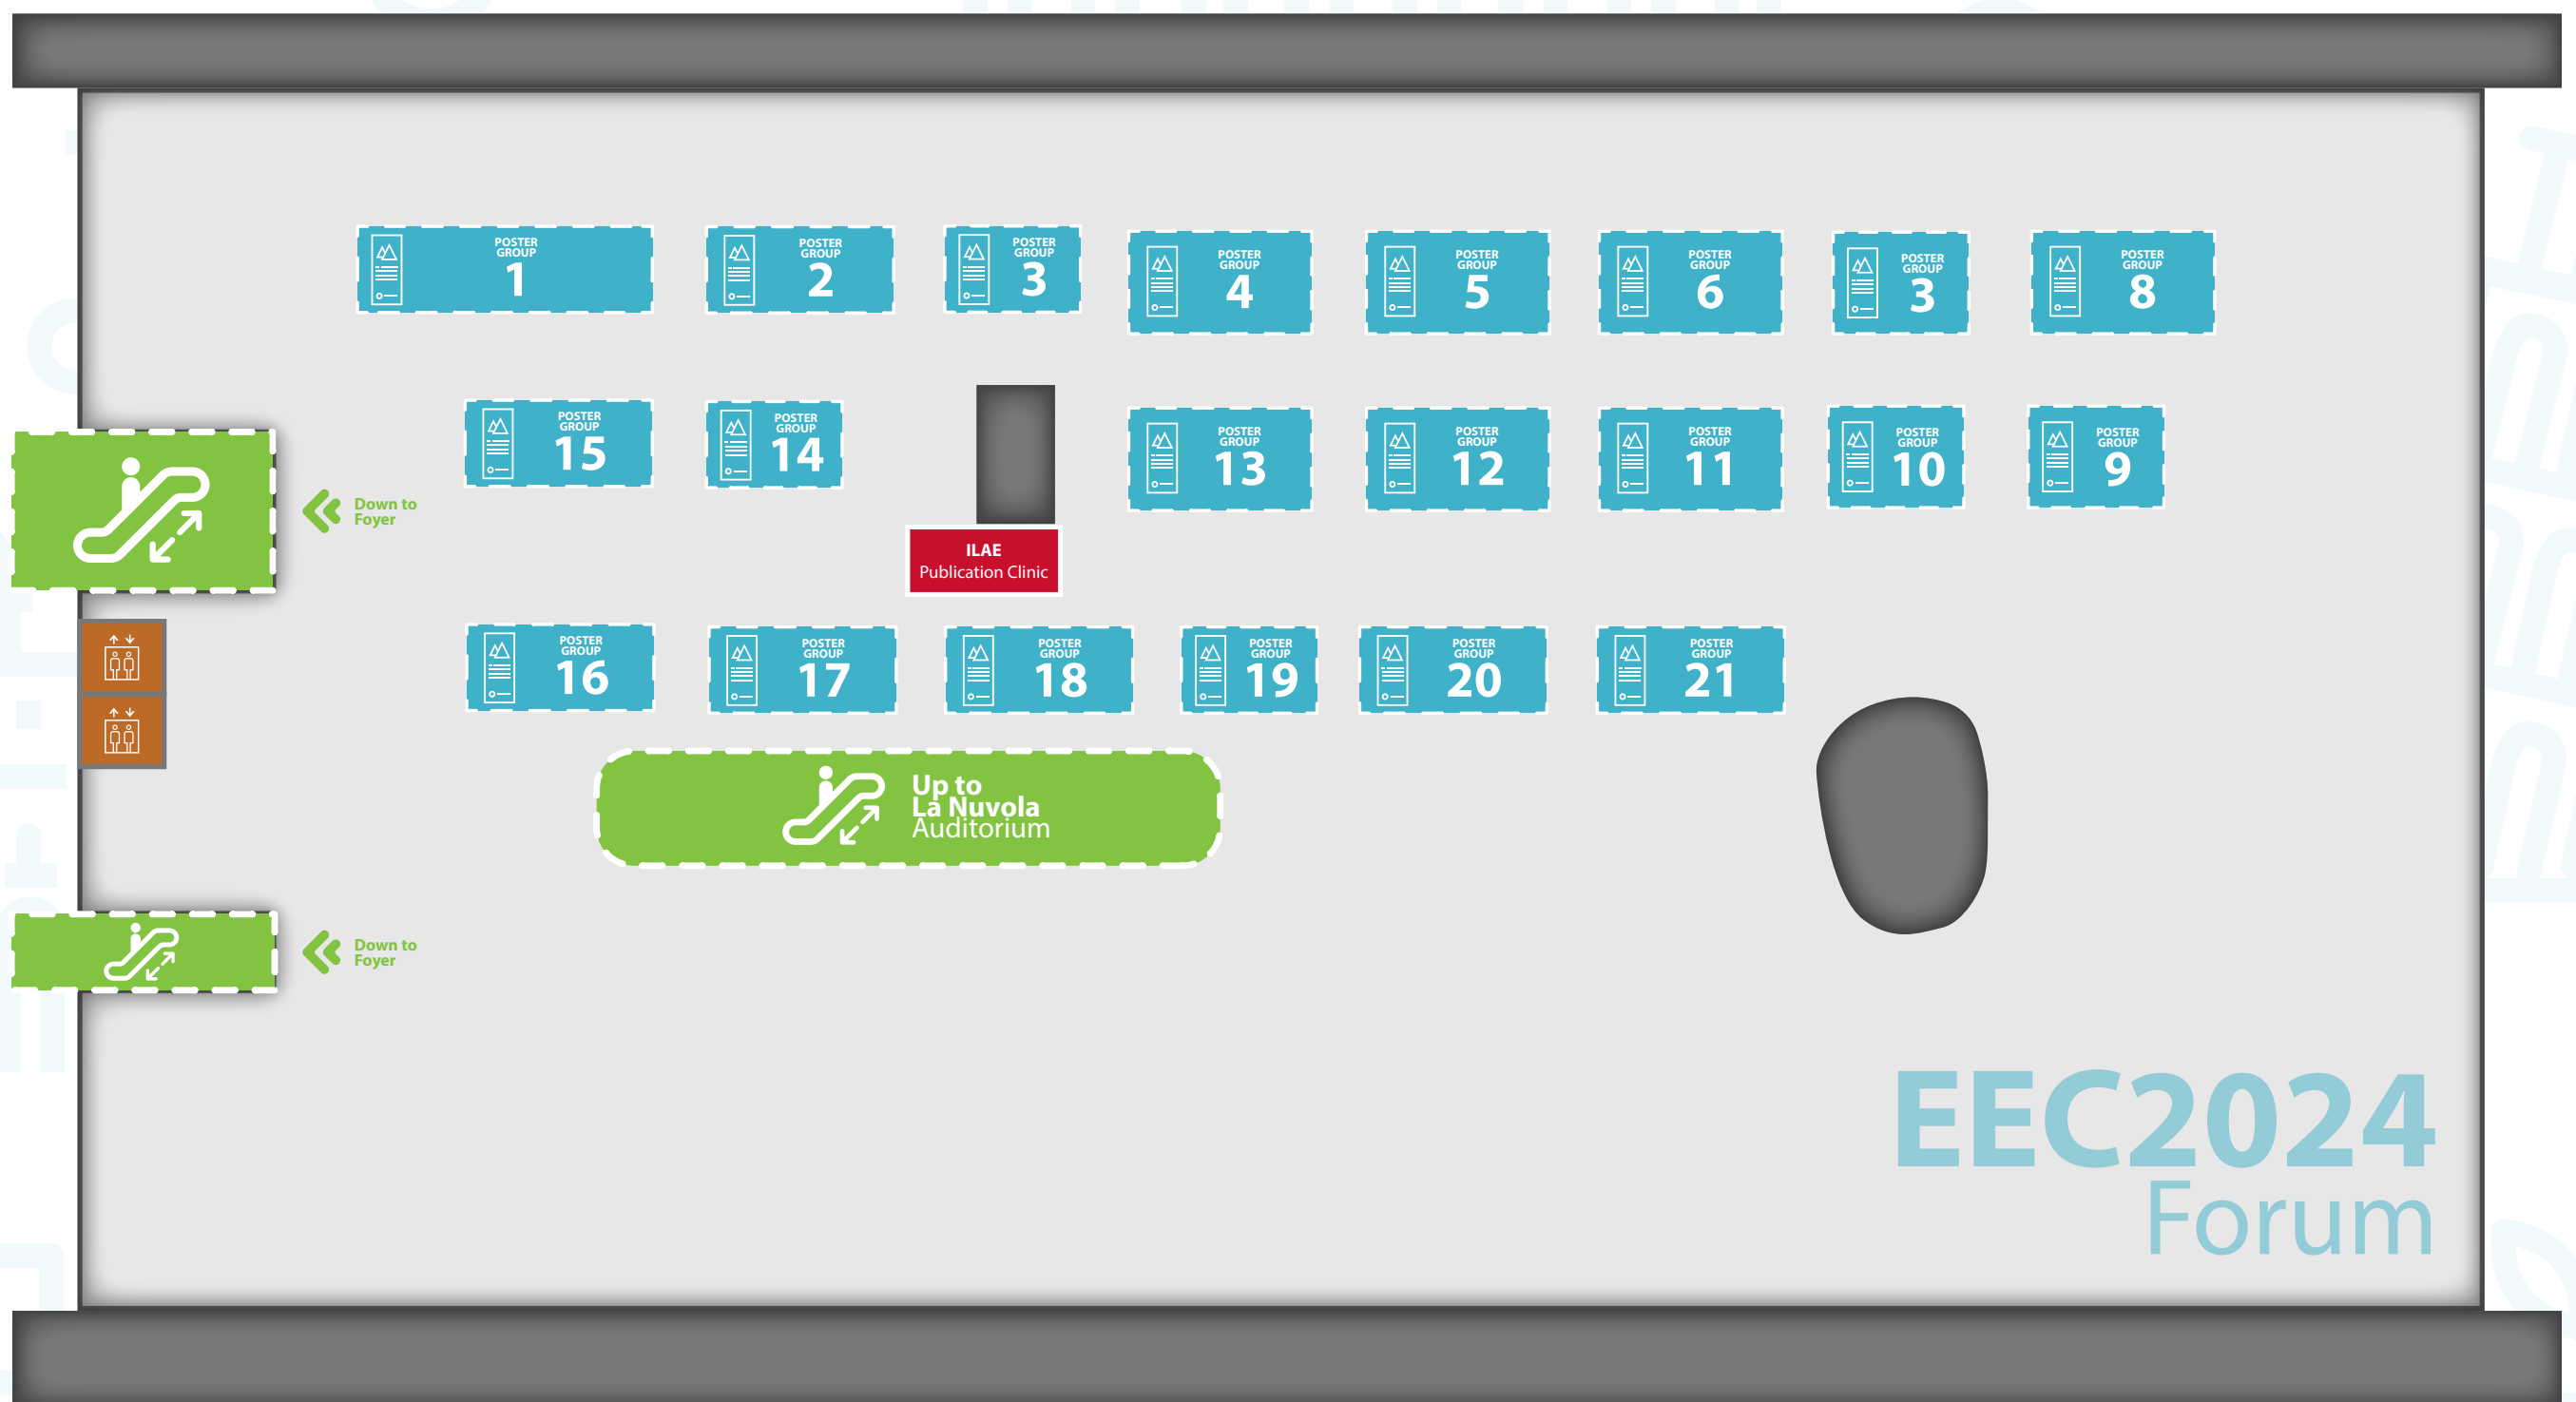 POSTER
GROUP
1
POSTER
GROUP
2
POSTER
GROUP
3
POSTER
GROUP
4
POSTER
GROUP
5
POSTER
GROUP
6
POSTER
GROUP
3
POSTER
GROUP
8
POSTER
GROUP
15
POSTER
GROUP
14
POSTER
GROUP
13
POSTER
GROUP
12
POSTER
GROUP
11
POSTER
GROUP
10
POSTER
GROUP
9
Down to
Foyer
ILAE
Publication Clinic
POSTER
GROUP
16
POSTER
GROUP
17
POSTER
GROUP
18
POSTER
GROUP
19
POSTER
GROUP
20
POSTER
GROUP
21
Up to
La Nuvola
Auditorium
Down to
Foyer
EEC2024
Forum